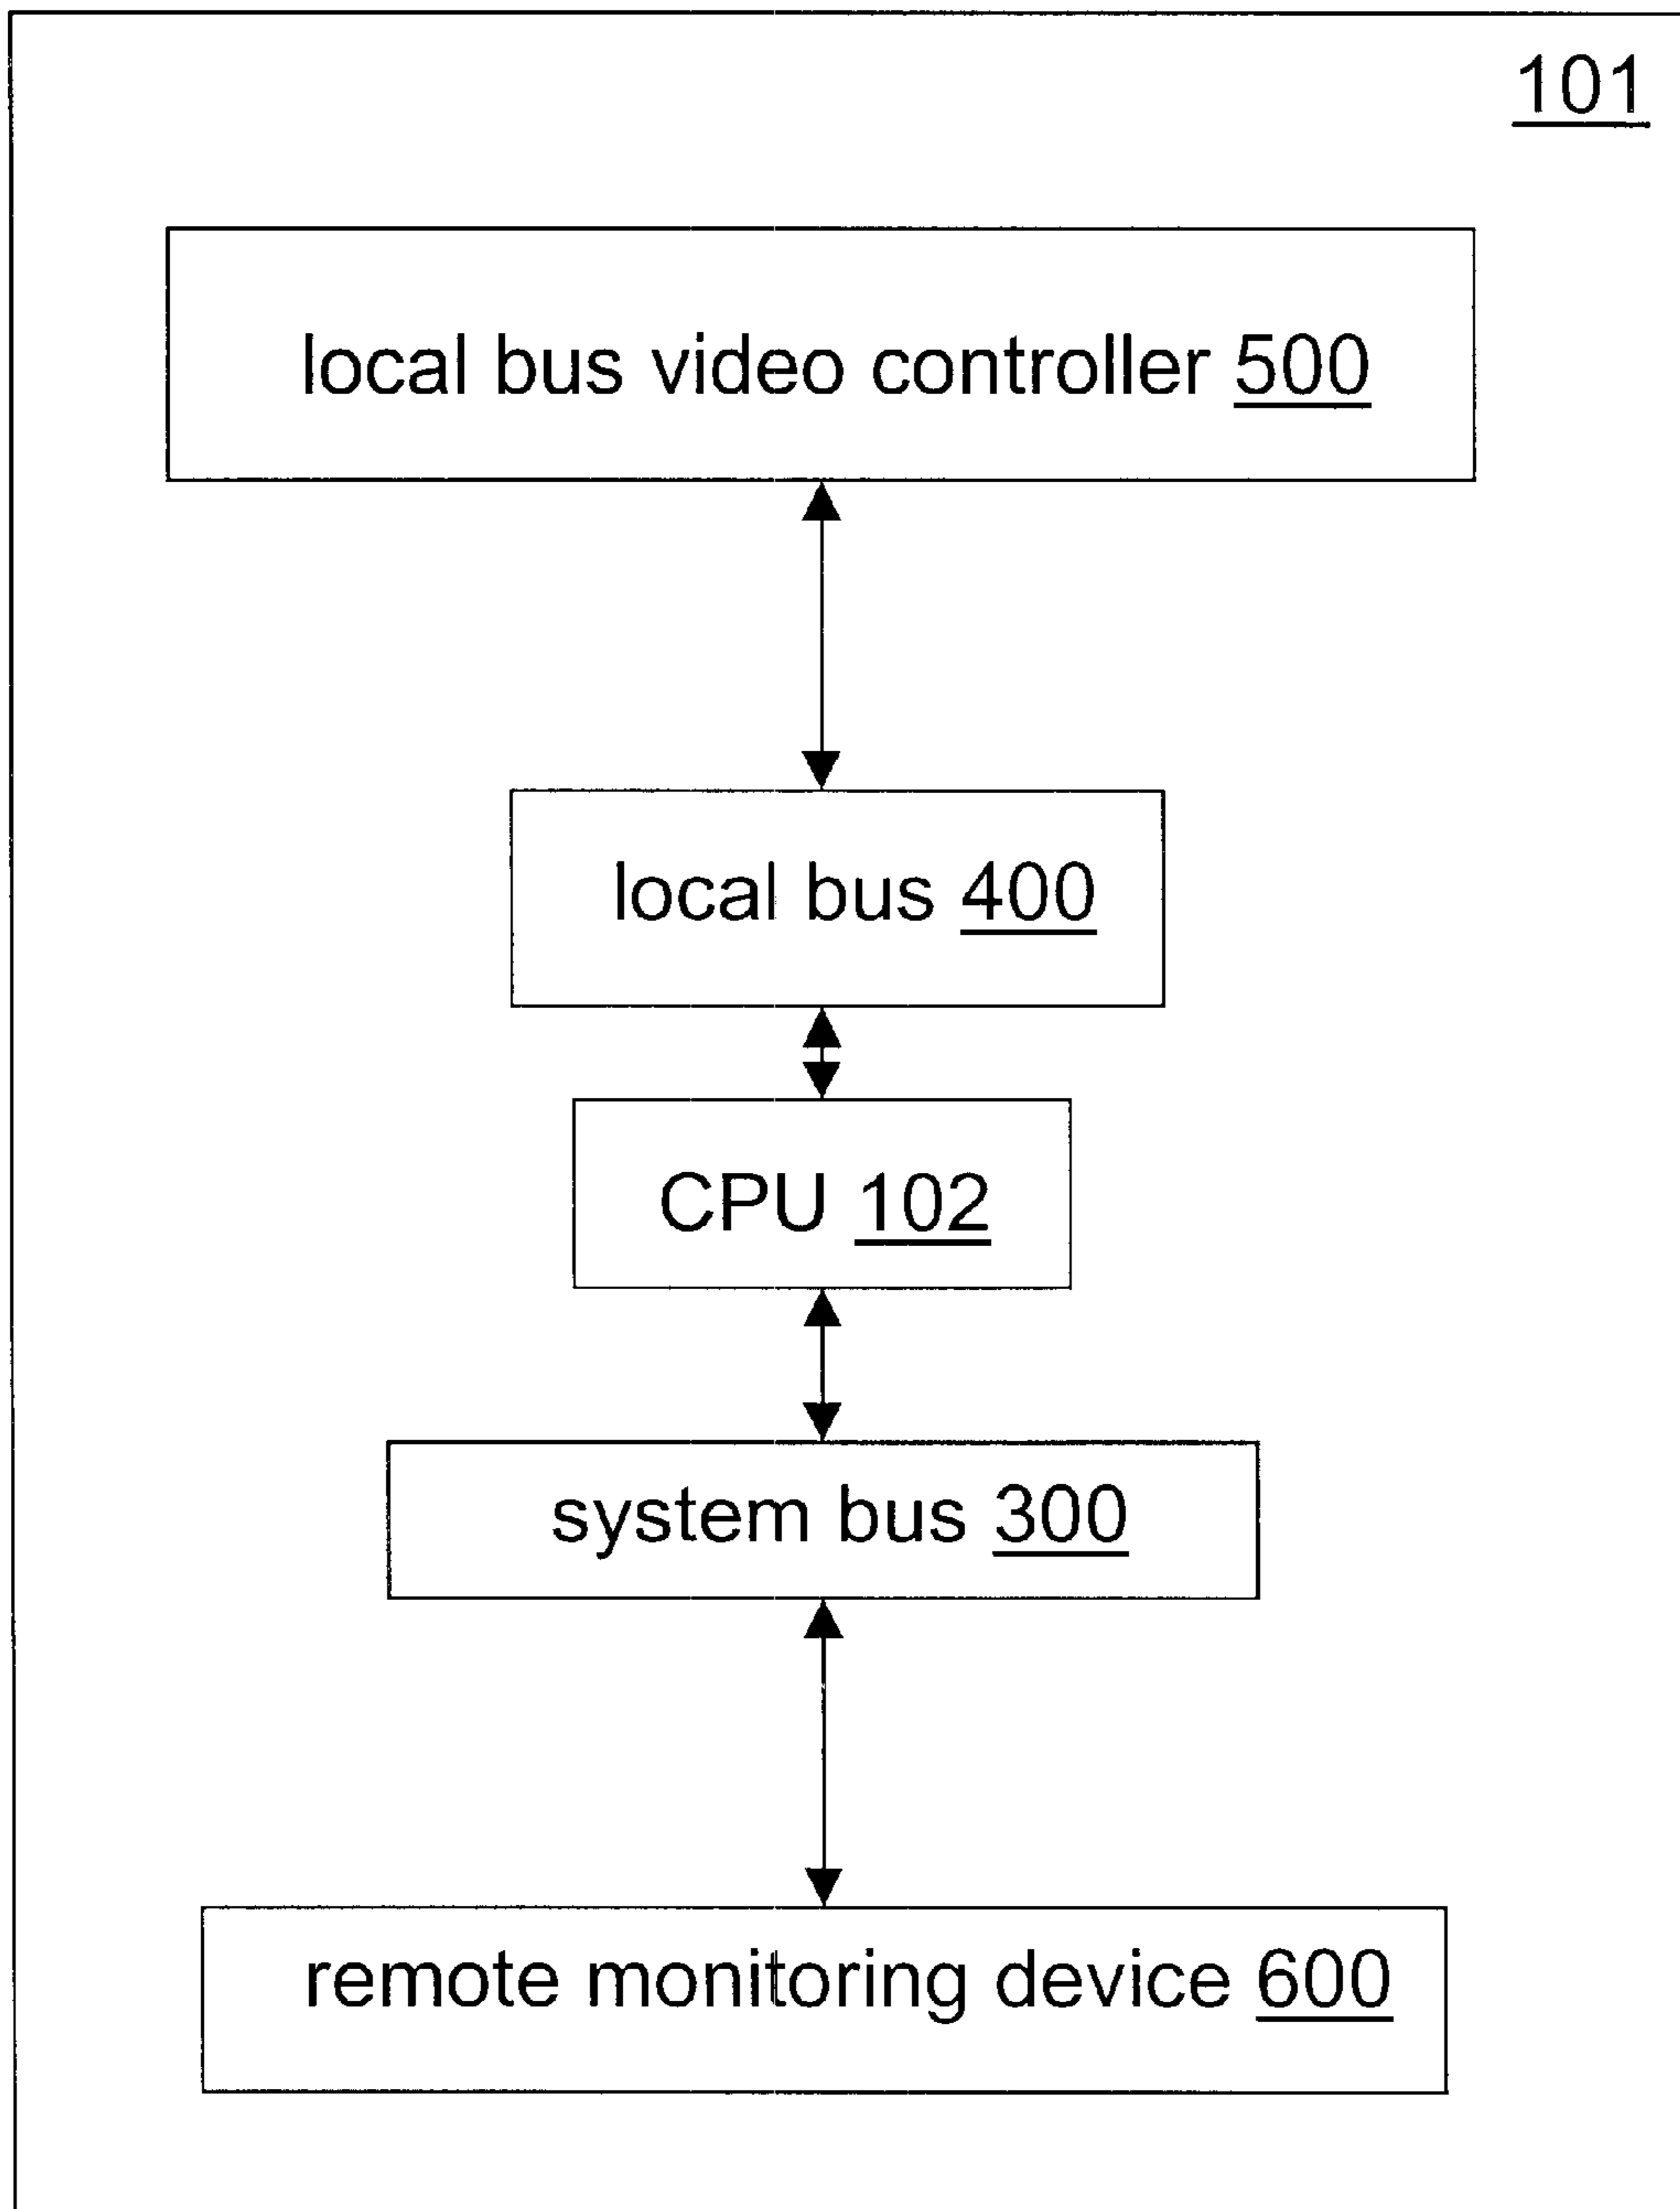 101
local bus video controller 500
local bus 400
CPU 102
system bus 300
remote monitoring device 600